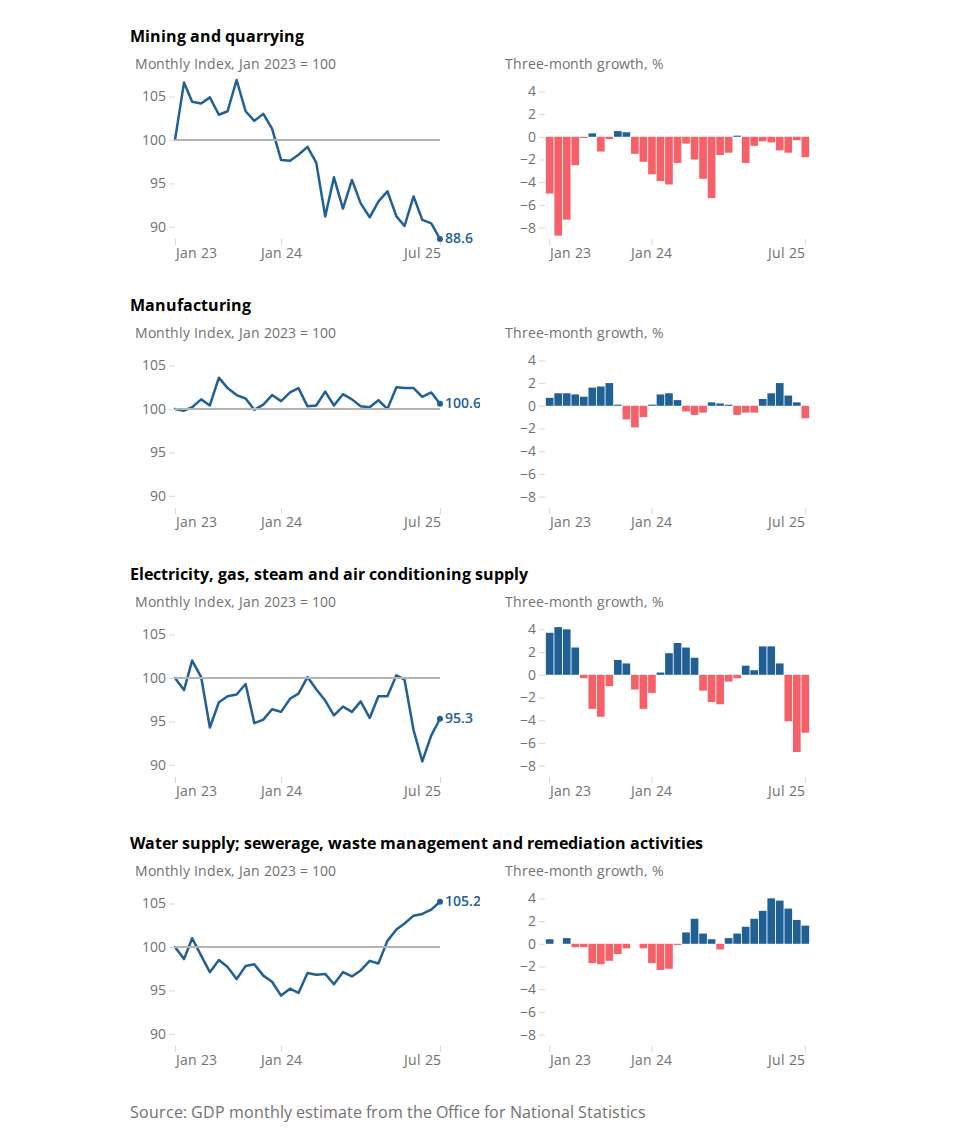 Mining and quarrying
Monthly Index, Jan 2023 = 100
105
100
95
90
88.6
Jan 23
Jan 24
Jul 25
Three-month growth, %
4
2
0
−2
−4
−6
−8
Jan 23
Jan 24
Jul 25
Manufacturing
Monthly Index, Jan 2023 = 100
105
100
95
90
100.6
Jan 23
Jan 24
Jul 25
Three-month growth, %
4
2
0
−2
−4
−6
−8
Jan 23
Jan 24
Jul 25
Electricity, gas, steam and air conditioning supply
Monthly Index, Jan 2023 = 100
105
100
95
90
95.3
Jan 23
Jan 24
Jul 25
Three-month growth, %
4
2
0
−2
−4
−6
−8
Jan 23
Jan 24
Jul 25
Water supply; sewerage, waste management and remediation activities
Monthly Index, Jan 2023 = 100
105
100
95
90
105.2
Jan 23
Jan 24
Jul 25
Three-month growth, %
4
2
0
−2
−4
−6
−8
Jan 23
Jan 24
Jul 25
Source: GDP monthly estimate from the Office for National Statistics